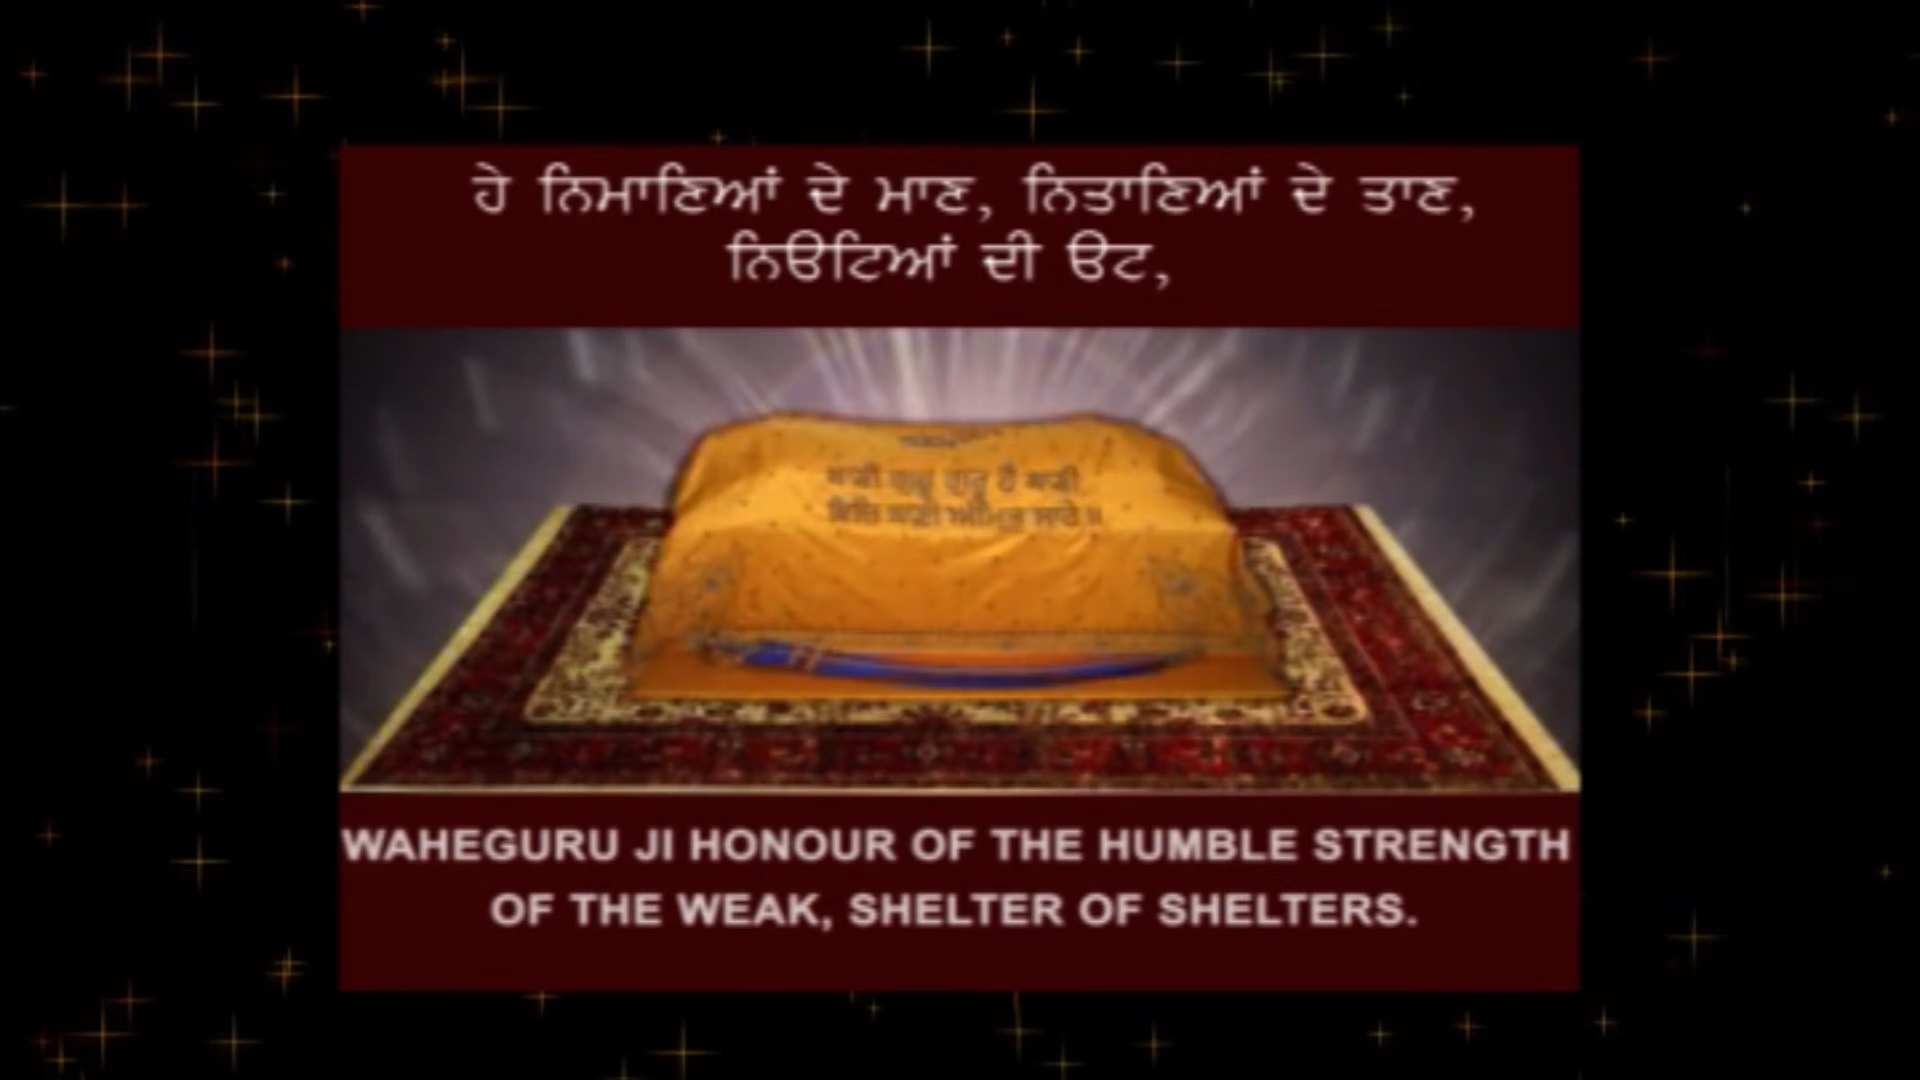 ਹੇ ਨਿਮਾਣਿਆਂ ਦੇ ਮਾਣ, ਨਿਤਾਣਿਆਂ ਦੇ ਤਾਣ,
ਨਿਓਟਿਆਂ ਦੀ ਓਟ,
ਬਾਣੀ ਗੁਰੂ ਗੁਰੂ ਹੈ ਬਾਣੀ
ਵਿਚਿ ਬਾਣੀ ਅੰਮ੍ਰਿਤੁ ਸਾਰੇ ॥
WAHEGURU JI HONOUR OF THE HUMBLE STRENGTH
OF THE WEAK, SHELTER OF SHELTERS.